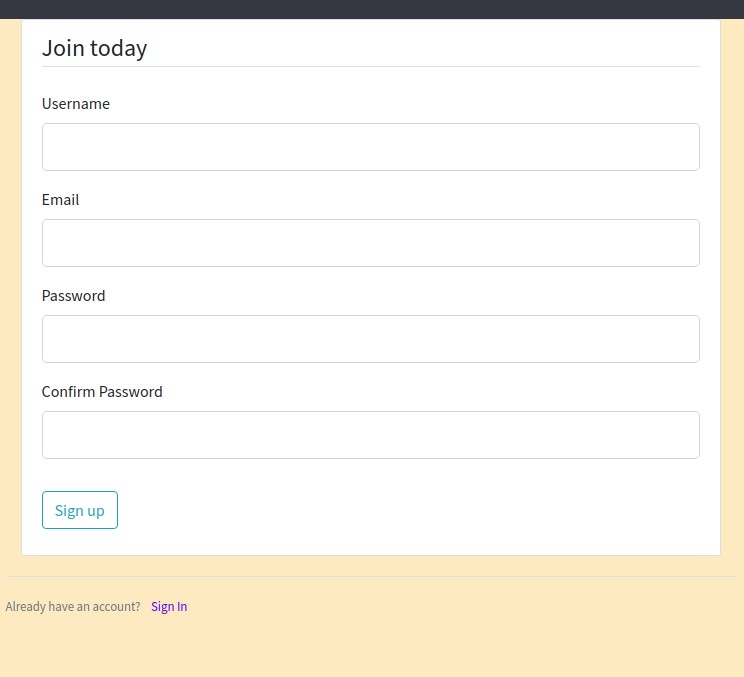 Join today
Username
Email
Password
Confirm Password
Sign up
Already have an account? Sign In